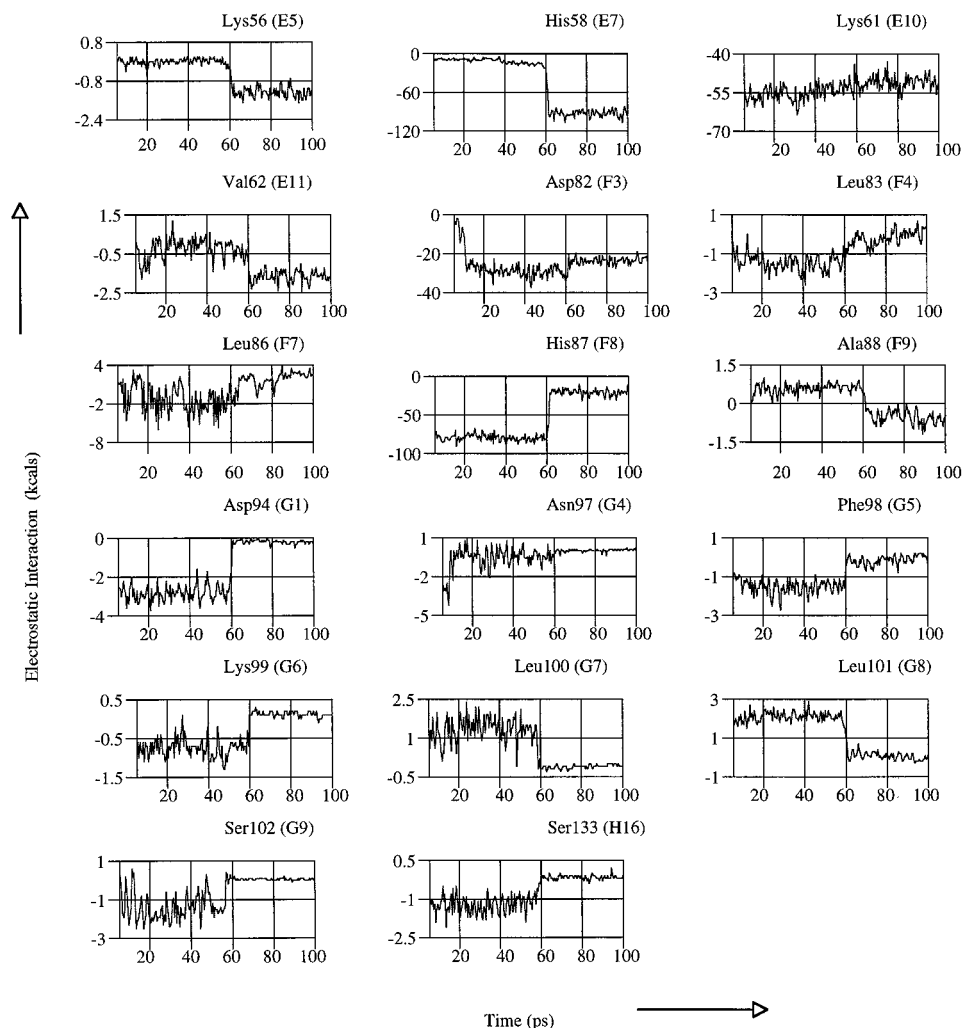 Lys56 (E5) His58 (E7) Lys61 (E10)
0.8 0 -40
-0.8 -60 -55
-2.4 -120 -70
20 40 60 80 100 20 40 60 80 100 20 40 60 80 100
Val62 (E11) Asp82 (F3) Leu83 (F4)
1.5 0 1
-0.5 -20 -1
-2.5 -40 -3
20 40 60 80 100 20 40 60 80 100 20 40 60 80 100
Leu86 (F7) His87 (F8) Ala88 (F9)
4 0 1.5
-2 -50 0
-8 -100 -1.5
20 40 60 80 100 20 40 60 80 100 20 40 60 80 100
Electrostatic Interaction (kcals)
Asp94 (G1) Asn97 (G4) Phe98 (G5)
0 1 1
-2 -2 -1
-4 -5 -3
20 40 60 80 100 20 40 60 80 100 20 40 60 80 100
Lys99 (G6) Leu100 (G7) Leu101 (G8)
0.5 2.5 3
-0.5 1 1
-1.5 -0.5 -1
20 40 60 80 100 20 40 60 80 100 20 40 60 80 100
Ser102 (G9) Ser133 (H16)
1 0.5
-1 -1
-3 -2.5
20 40 60 80 100 20 40 60 80 100
Time (ps)